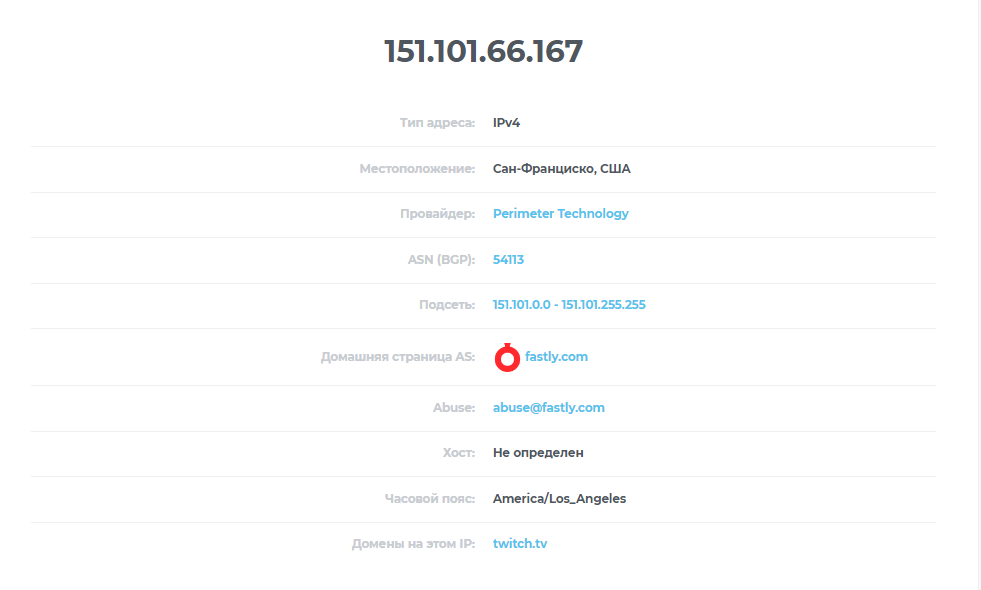 151.101.66.167
Тип адреса: IPv4
Местоположение: Сан-Франциско, США
Провайдер: Perimeter Technology
ASN (BGP): 54113
Подсеть: 151.101.0.0 - 151.101.255.255
Домашняя страница AS: fastly.com
Abuse: abuse@fastly.com
Хост: Не определен
Часовой пояс: America/Los_Angeles
Домены на этом IP: twitch.tv